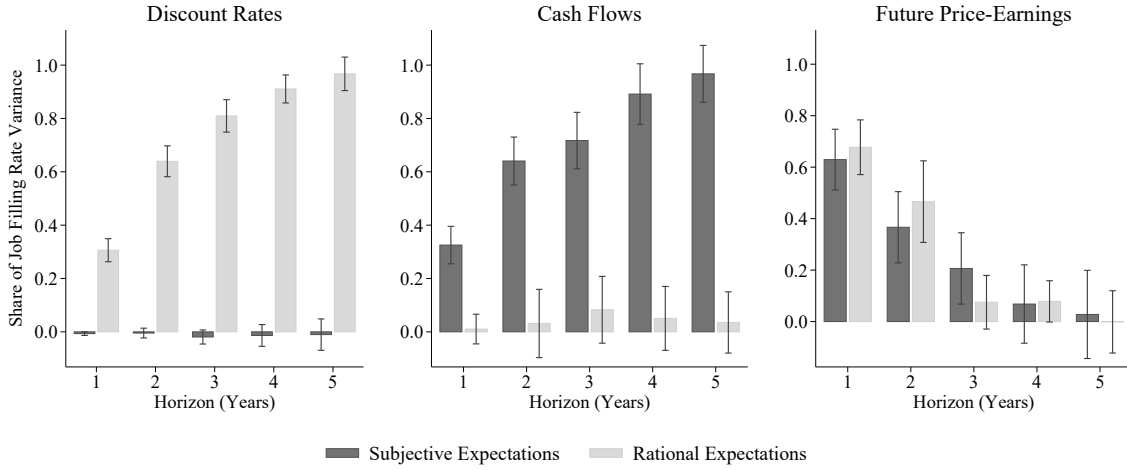 Discount Rates
Cash Flows
Future Price-Earnings
Share of Job Filling Rate Variance
1.0
0.8
0.6
0.4
0.2
0.0
1 2 3 4 5
Horizon (Years)
1.0
0.8
0.6
0.4
0.2
0.0
1 2 3 4 5
Horizon (Years)
1.0
0.8
0.6
0.4
0.2
0.0
1 2 3 4 5
Horizon (Years)
Subjective Expectations
Rational Expectations